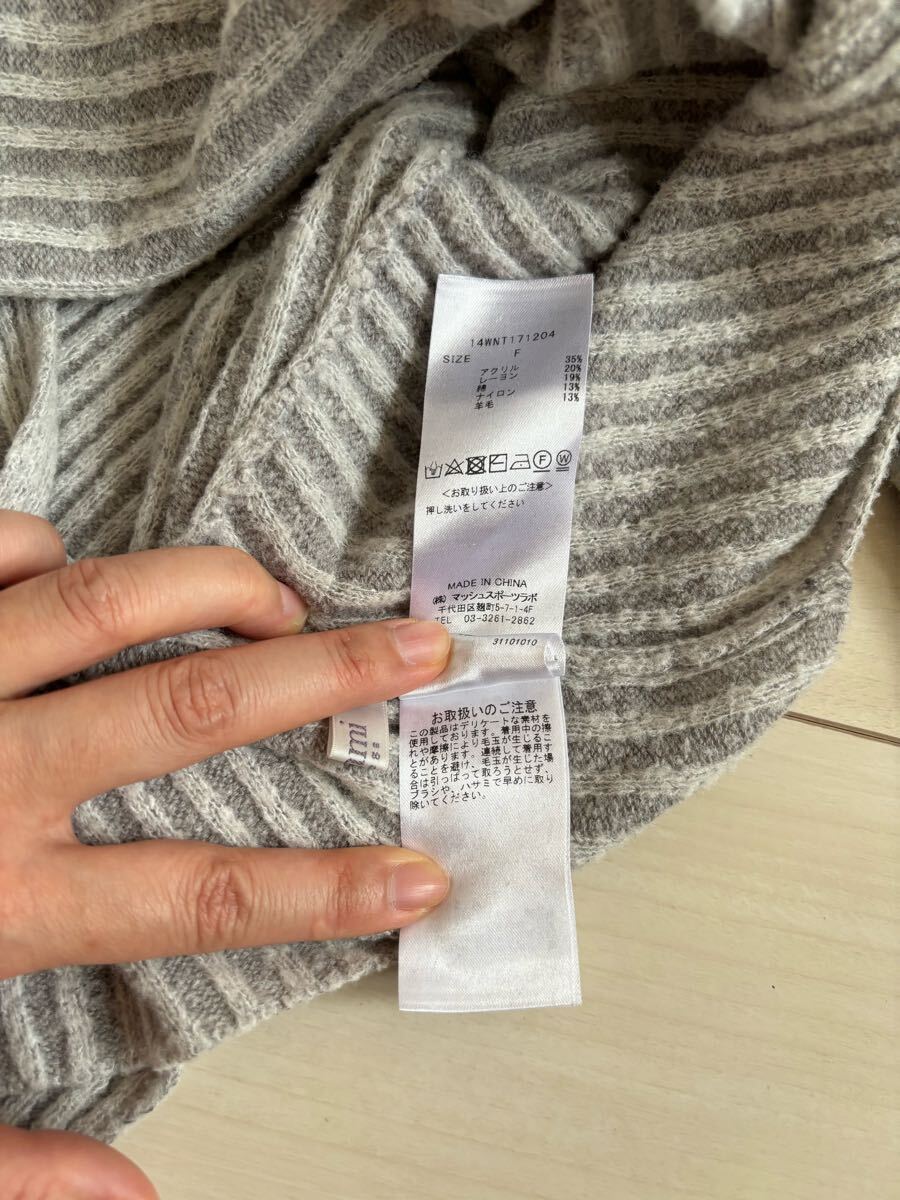 14WNT171204
SIZE F
アクリル 35%
レーヨン 20%
綿 19%
ナイロン 13%
羊毛 13%
F W
<お取り扱い上のご注意>
押し洗いをしてください
MADE IN CHINA
(株)マッシュスポーツラボ
千代田区麹町5-7-1-4F
TEL 03-3261-2862
31101010
お取扱いのご注意
この製品はデリケートな素材を
使用しております。着用中の擦
れや摩擦により毛玉が生じるこ
とがあります。連続して着用す
ることを避け、毛玉が生じた場
合は引っぱって取ろうとせず、
ブラシや、ハサミで早めに取り
除いてください。